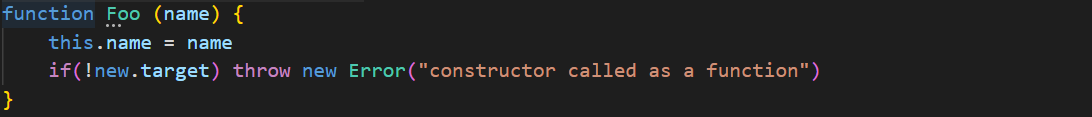 function Foo (name) {
    this.name = name
    if(!new.target) throw new Error("constructor called as a function")
}